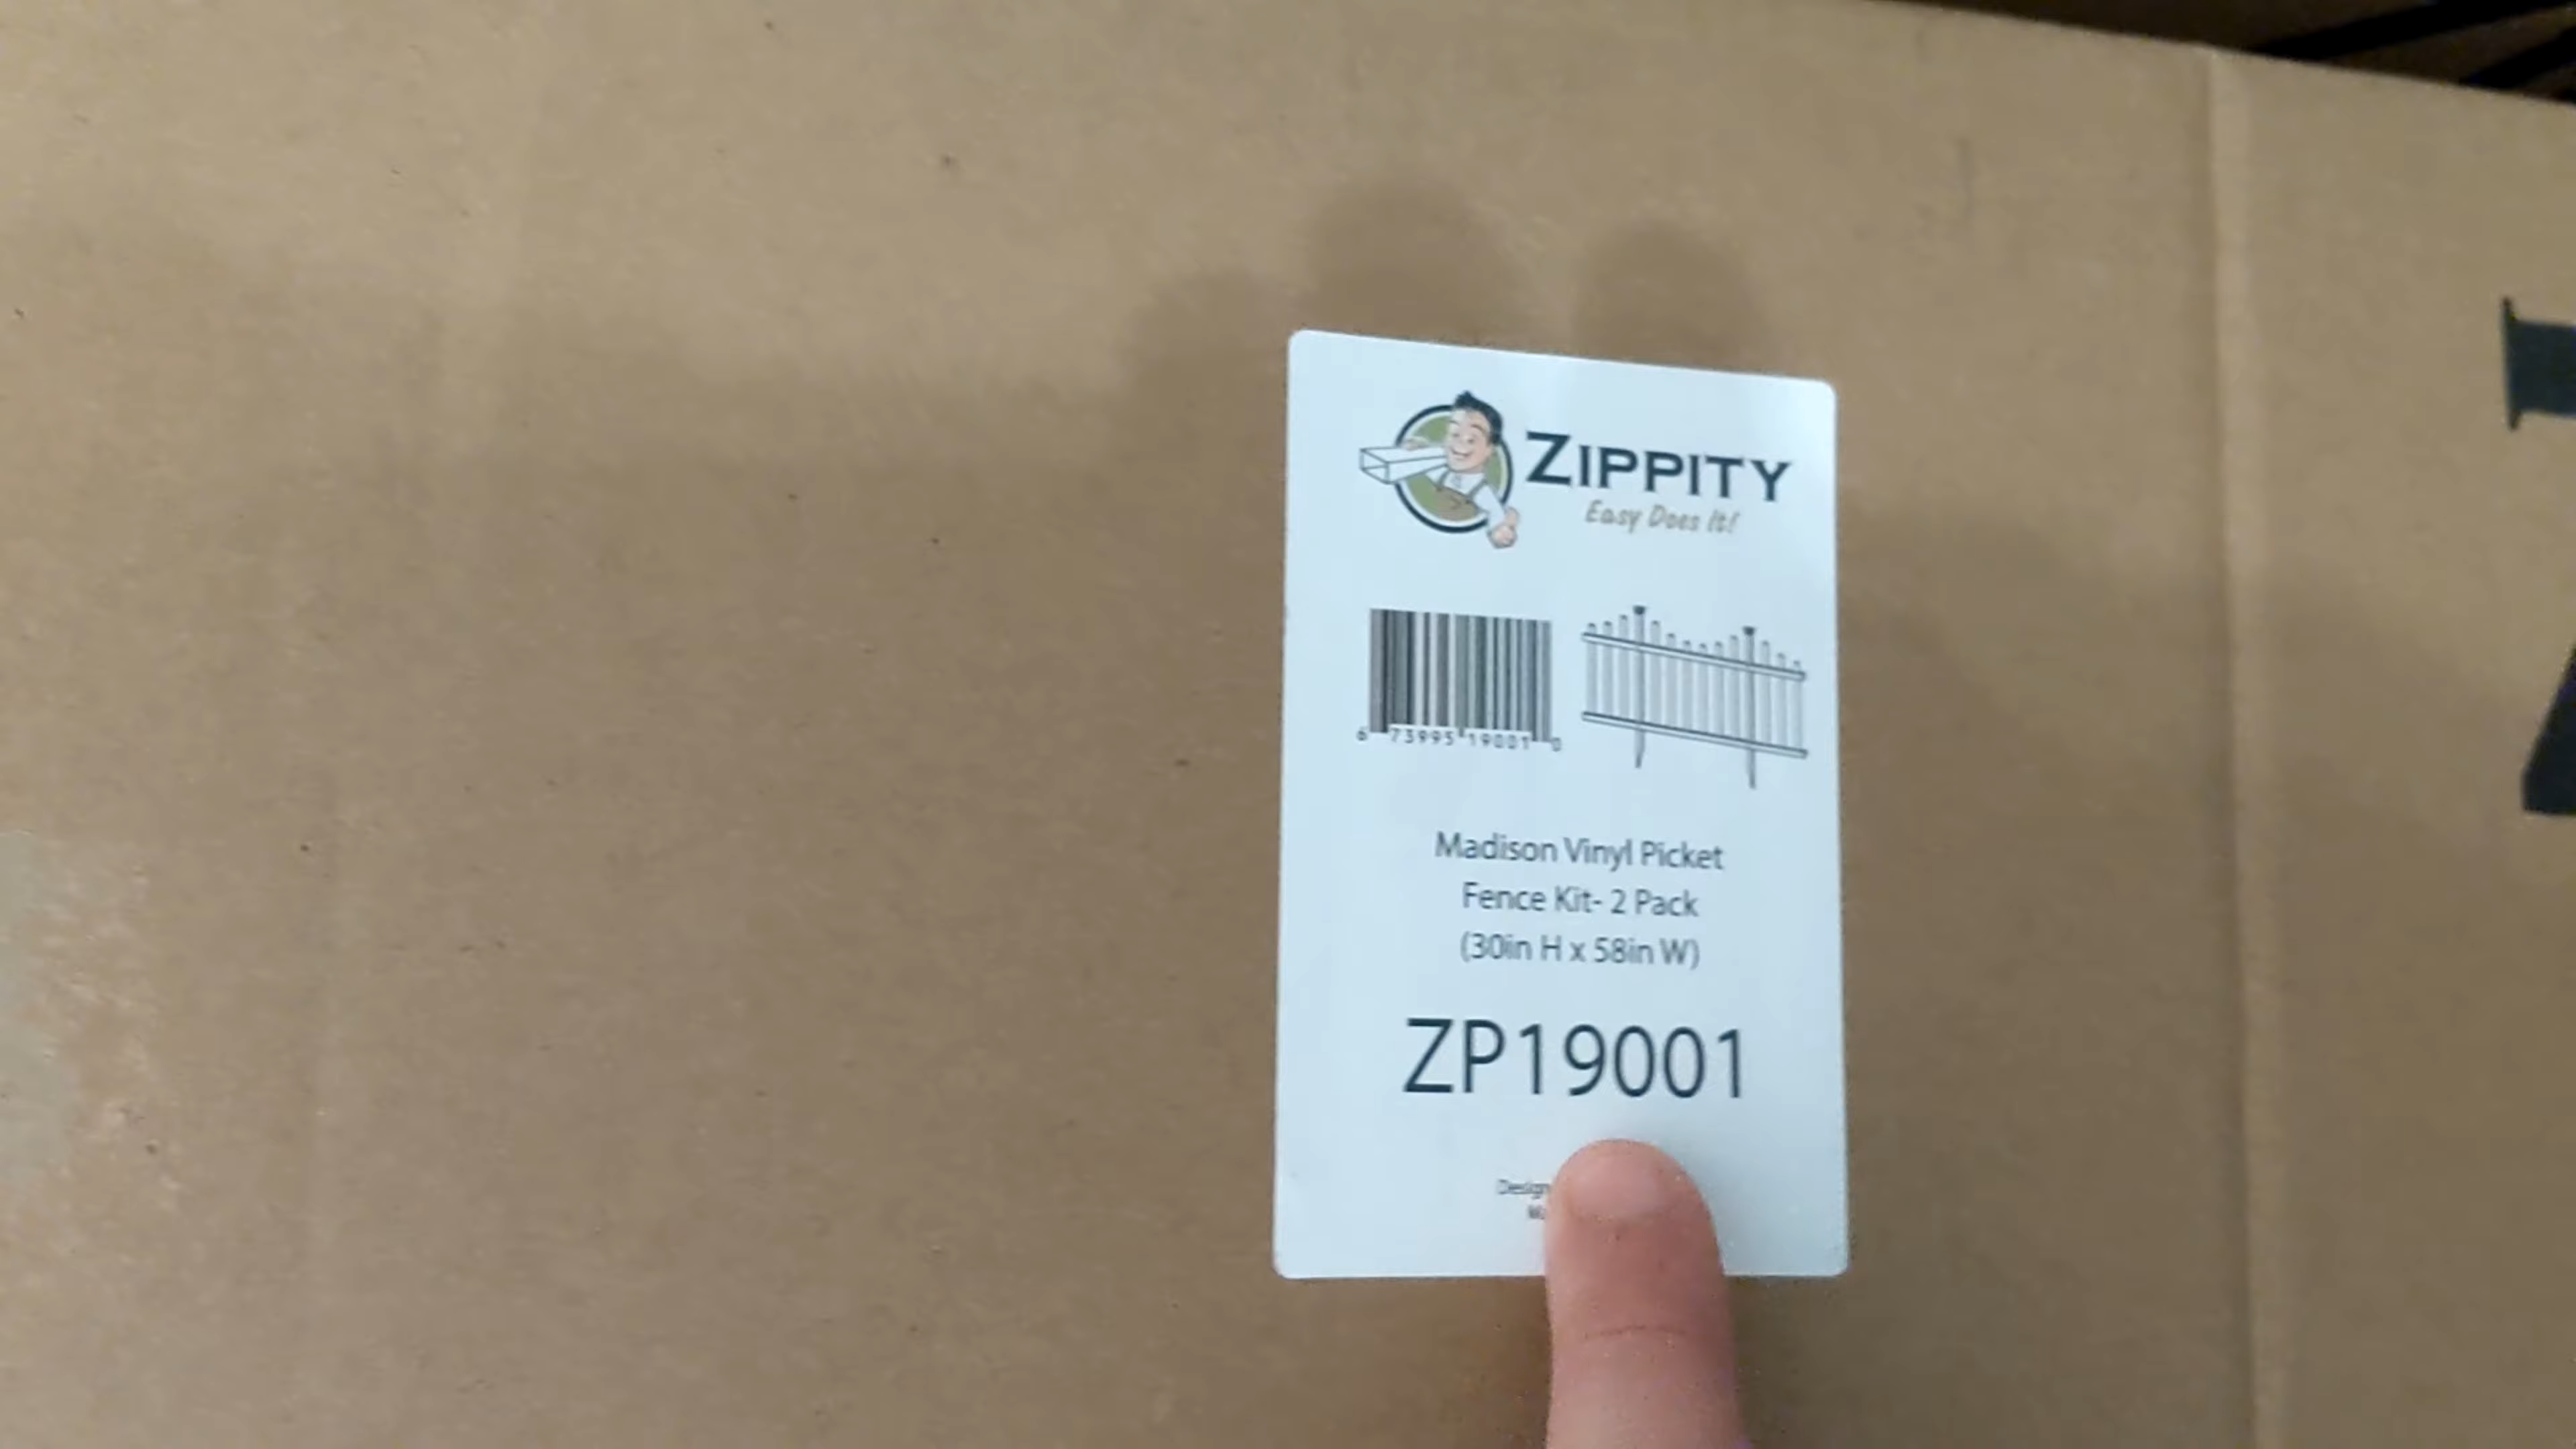 ZIPPITY
Easy Does It!
6 73995 19001 0
Madison Vinyl Picket
Fence Kit- 2 Pack
(30in H x 58in W)
ZP19001